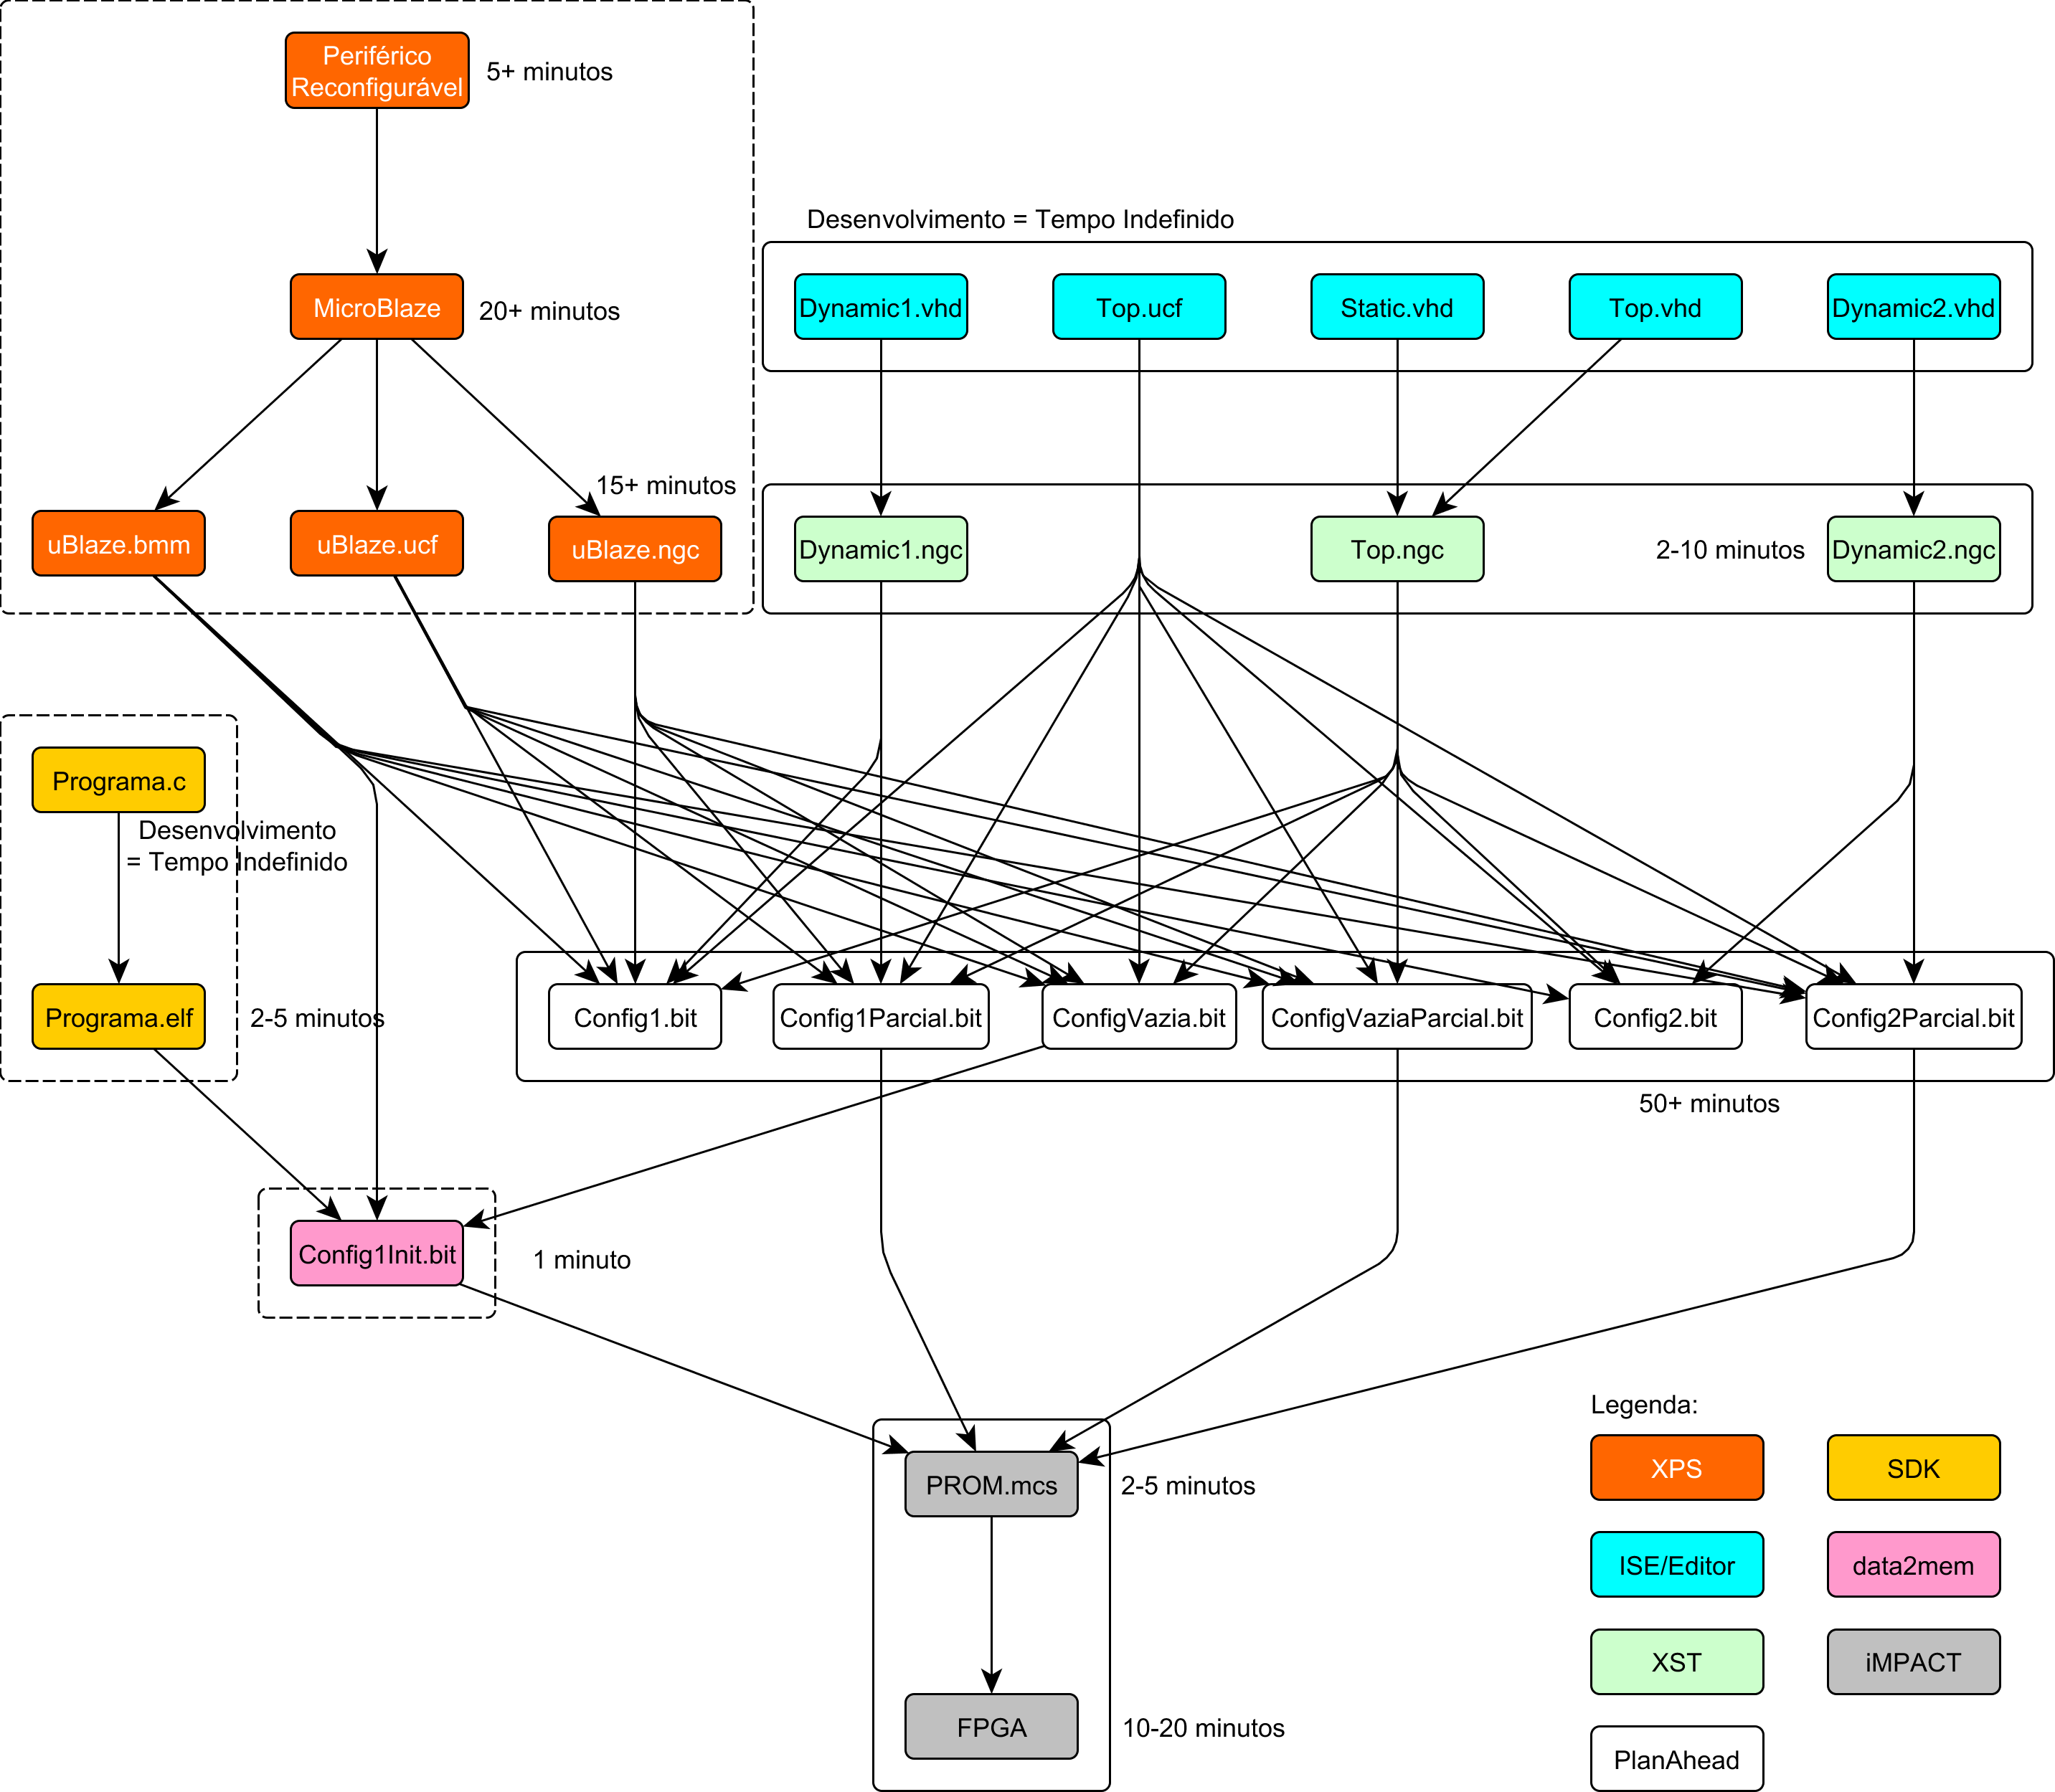 Periférico
Reconfigurável
5+ minutos
Desenvolvimento = Tempo Indefinido
MicroBlaze
20+ minutos
Dynamic1.vhd
Top.ucf
Static.vhd
Top.vhd
Dynamic2.vhd
15+ minutos
uBlaze.bmm
uBlaze.ucf
uBlaze.ngc
Dynamic1.ngc
Top.ngc
2-10 minutos
Dynamic2.ngc
Programa.c
Desenvolvimento
= Tempo Indefinido
Programa.elf
2-5 minutos
Config1.bit
Config1Parcial.bit
ConfigVazia.bit
ConfigVaziaParcial.bit
Config2.bit
Config2Parcial.bit
50+ minutos
Config1Init.bit
1 minuto
PROM.mcs
2-5 minutos
FPGA
10-20 minutos
Legenda:
XPS
SDK
ISE/Editor
data2mem
XST
iMPACT
PlanAhead